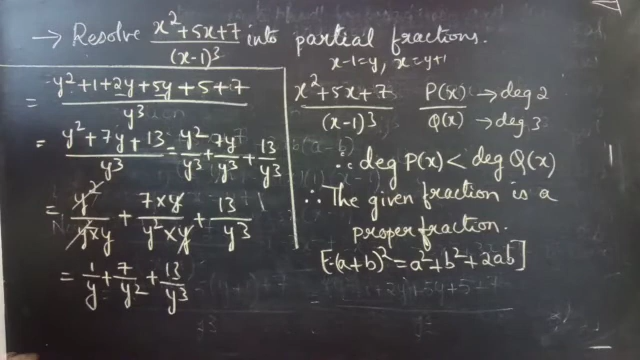 → Resolve x²+5x+7/(x-1)³ into partial fractions.
x-1=y, x=y+1
x²+5x+7/(x-1)³ P(x)/Q(x) → deg 2 → deg 3
∵ deg P(x) < deg Q(x)
∴ The given fraction is a
proper fraction.
[∵(a+b)²=a²+b²+2ab]
= y²+1+2y+5y+5+7/y³
= y²+7y+13/y³ = y²/y³+7y/y³+13/y³
= y²/y²xy + 7xy/y²xy + 13/y³
= 1/y+7/y²+13/y³